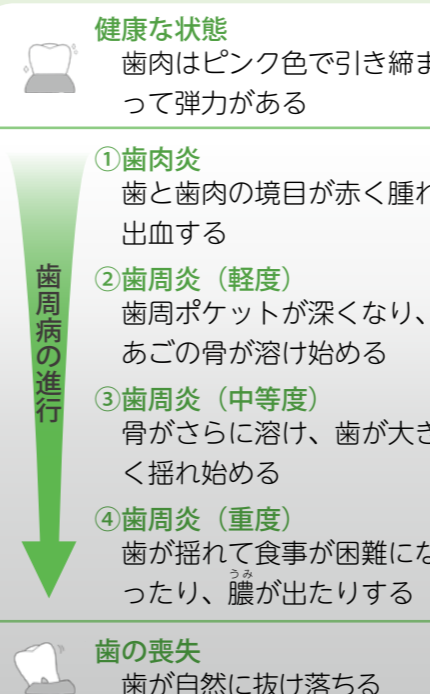 健康な状態
歯肉はピンク色で引き締ま
って弾力がある
歯周病の進行
①歯肉炎
歯と歯肉の境目が赤く腫れ
出血する
②歯周炎（軽度）
歯周ポケットが深くなり、
あごの骨が溶け始める
③歯周炎（中等度）
骨がさらに溶け、歯が大き
く揺れ始める
④歯周炎（重度）
歯が揺れて食事が困難にな
うみ
ったり、膿が出たりする
歯の喪失
歯が自然に抜け落ちる